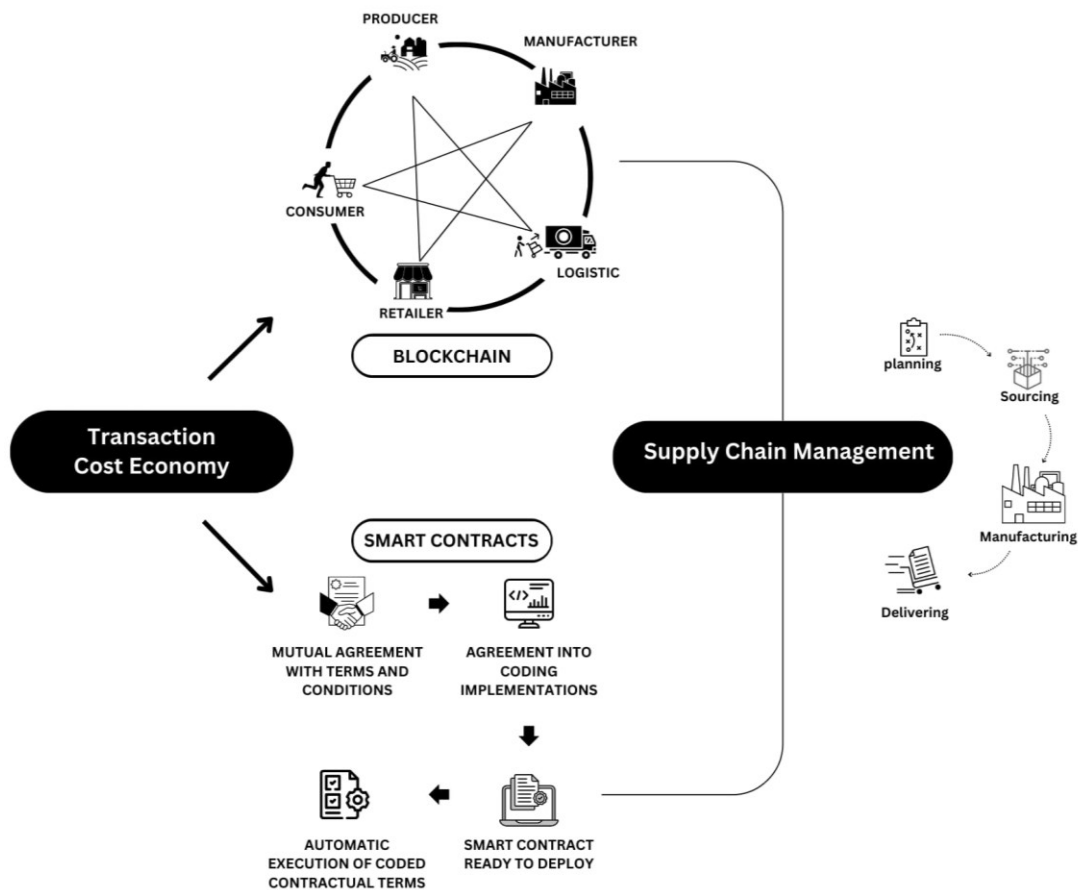 PRODUCER
MANUFACTURER
CONSUMER
LOGISTIC
RETAILER
BLOCKCHAIN
Transaction
Cost Economy
Supply Chain Management
planning
Sourcing
Manufacturing
Delivering
SMART CONTRACTS
MUTUAL AGREEMENT
WITH TERMS AND
CONDITIONS
AGREEMENT INTO
CODING
IMPLEMENTATIONS
</>
SMART CONTRACT
READY TO DEPLOY
AUTOMATIC
EXECUTION OF CODED
CONTRACTUAL TERMS